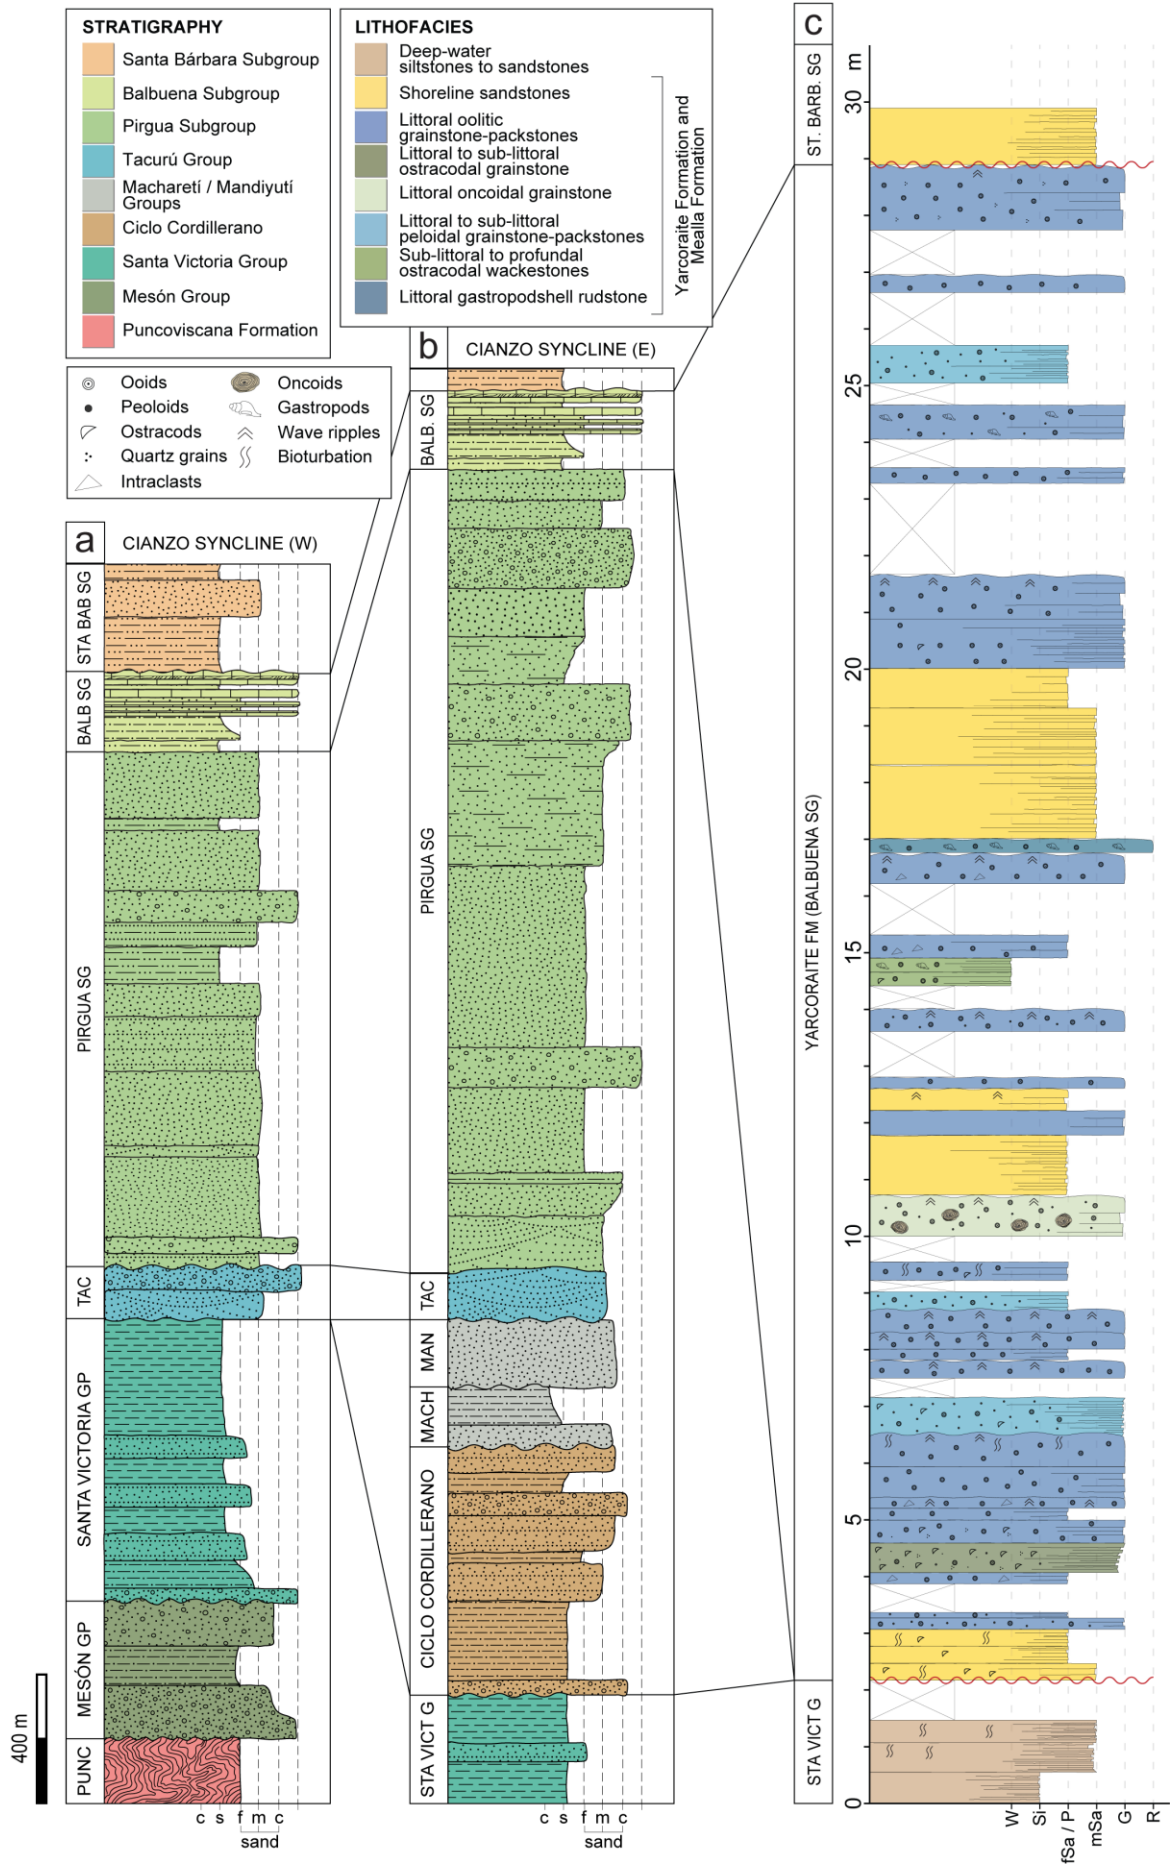 STRATIGRAPHY
Santa Bárbara Subgroup
Balbuena Subgroup
Pirgua Subgroup
Tacurú Group
Macharetí / Mandiyutí
Groups
Ciclo Cordillerano
Santa Victoria Group
Mesón Group
Puncoviscana Formation
LITHOFACIES
Deep-water
siltstones to sandstones
Shoreline sandstones
Littoral oolitic
grainstone-packstones
Littoral to sub-littoral
ostracodal grainstone
Littoral oncoidal grainstone
Littoral to sub-littoral
peloidal grainstone-packstones
Sub-littoral to profundal
ostracodal wackestones
Littoral gastropodshell rudstone
Yarcoraite Formation and
Mealla Formation
Ooids
Peoloids
Ostracods
Quartz grains
Intraclasts
Oncoids
Gastropods
Wave ripples
Bioturbation
a
CIANZO SYNCLINE (W)
STA BAB SG
BALB SG
PIRGUA SG
TAC
SANTA VICTORIA GP
MESÓN GP
PUNC
400 m
c s f m c
sand
b
CIANZO SYNCLINE (E)
BALB. SG
PIRGUA SG
TAC
MAN
MACH
CICLO CORDILLERANO
STA VICT G
c s f m c
sand
c
ST. BARB. SG
YARCORAITE FM (BALBUENA SG)
STA VICT G
m
30
25
20
15
10
5
0
W
Si
fSa / P
mSa
G
R